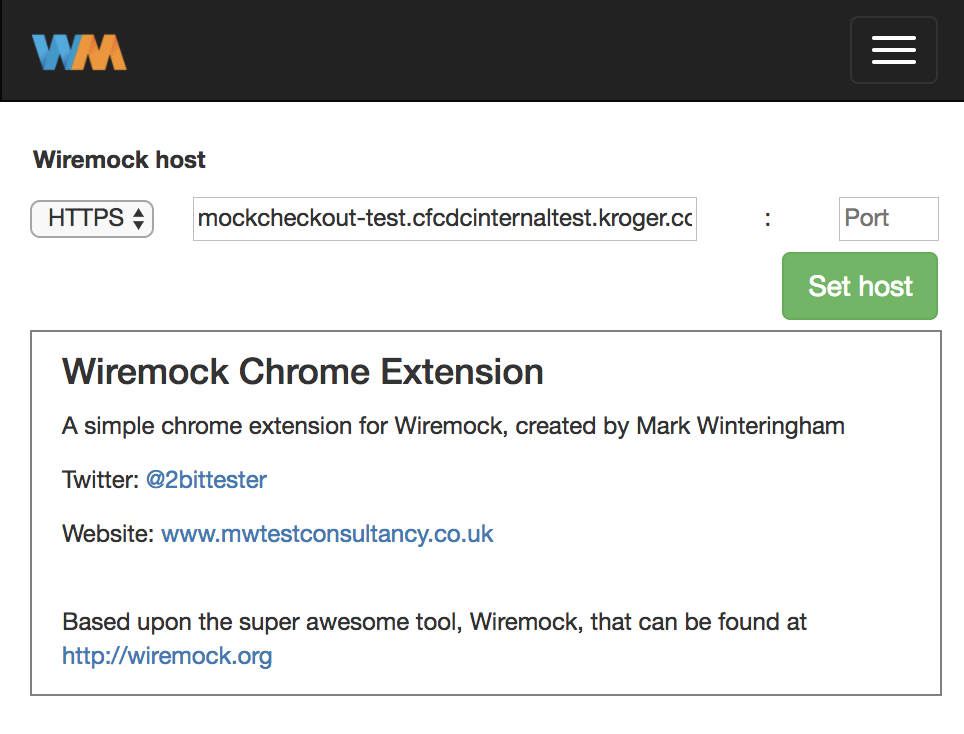 WM
Wiremock host
HTTPS mockcheckout-test.cfcdcinternaltest.kroger.cc : Port
Set host
Wiremock Chrome Extension
A simple chrome extension for Wiremock, created by Mark Winteringham
Twitter: @2bittester
Website: www.mwtestconsultancy.co.uk
Based upon the super awesome tool, Wiremock, that can be found at
http://wiremock.org